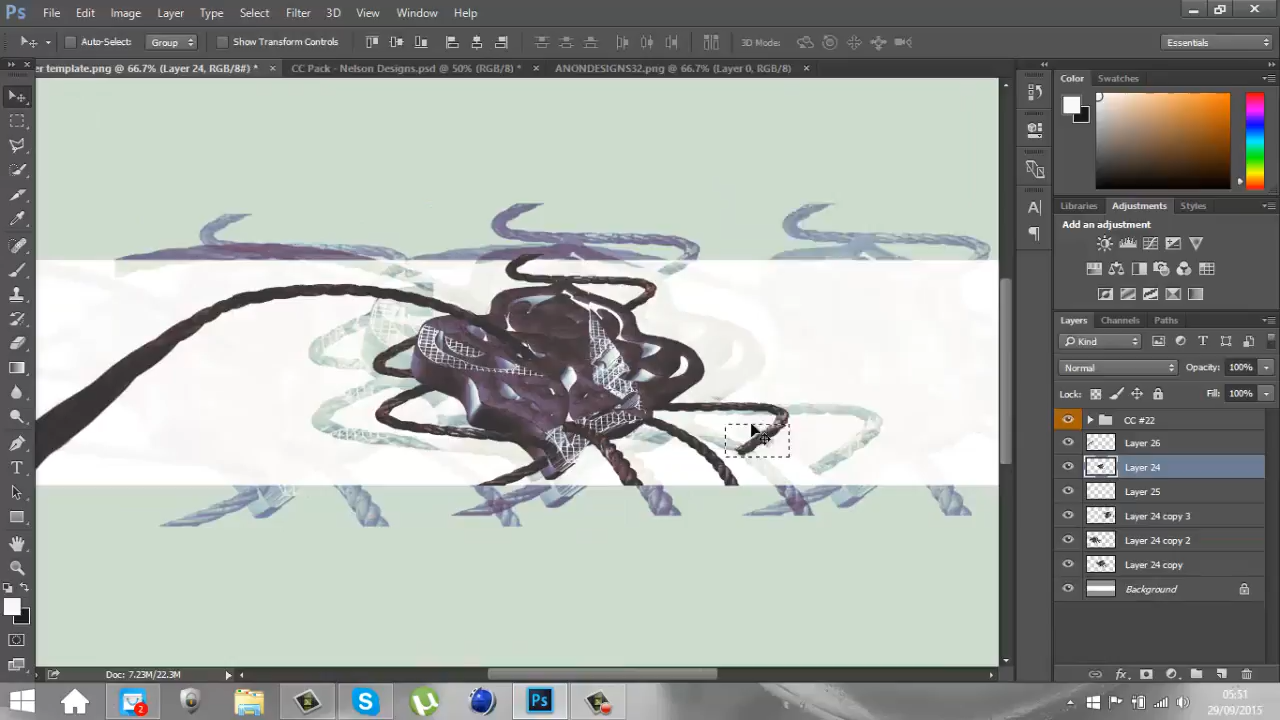 Ps File Edit Image Layer Type Select Filter 3D View Window Help
Auto-Select: Group Show Transform Controls 3D Mode: Essentials
er template.png @ 66.7% (Layer 24, RGB/8#) * × CC Pack - Nelson Designs.psd @ 50% (RGB/8) * × ANONDESIGNS32.png @ 66.7% (Layer 0, RGB/8) ×
Color Swatches
Libraries Adjustments Styles
Add an adjustment
Layers Channels Paths
Kind
Normal Opacity: 100%
Lock: Fill: 100%
CC #22
Layer 26
Layer 24
Layer 25
Layer 24 copy 3
Layer 24 copy 2
Layer 24 copy
Background
Doc: 7.23M/22.3M
2
Ps
05:51
29/09/2015